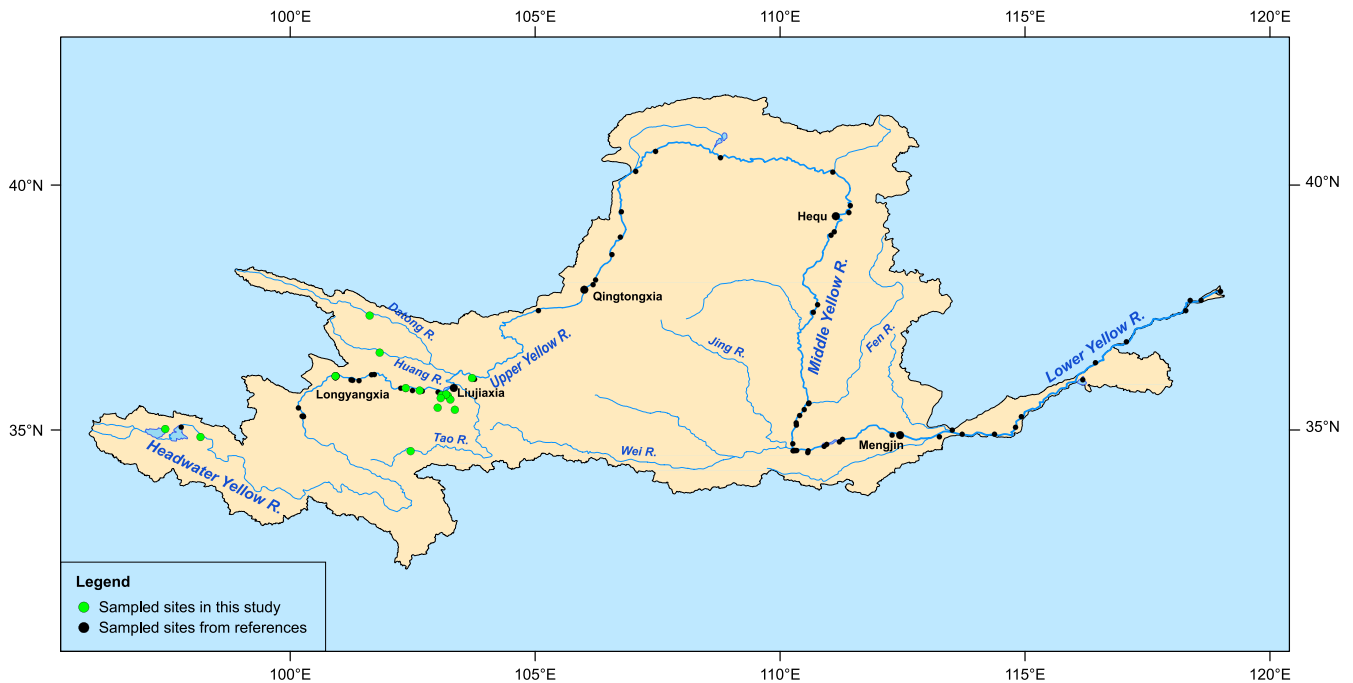 100°E
105°E
110°E
115°E
120°E
40°N
40°N
Hequ
Qingtongxia
Middle Yellow R.
Datong R.
Upper Yellow R.
Jing R.
Fen R.
Lower Yellow R.
Huang R.
Liujiaxia
Longyangxia
35°N
35°N
Tao R.
Wei R.
Mengjin
Headwater Yellow R.
Legend
Sampled sites in this study
Sampled sites from references
100°E
105°E
110°E
115°E
120°E